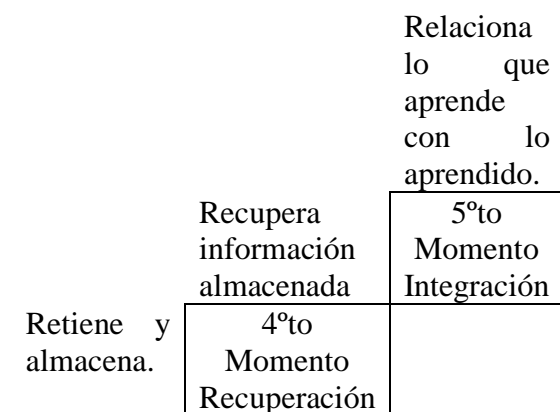 Relaciona
lo que
aprende
con lo
aprendido.
Recupera
información
almacenada
5ºto
Momento
Integración
Retiene y
almacena.
4ºto
Momento
Recuperación